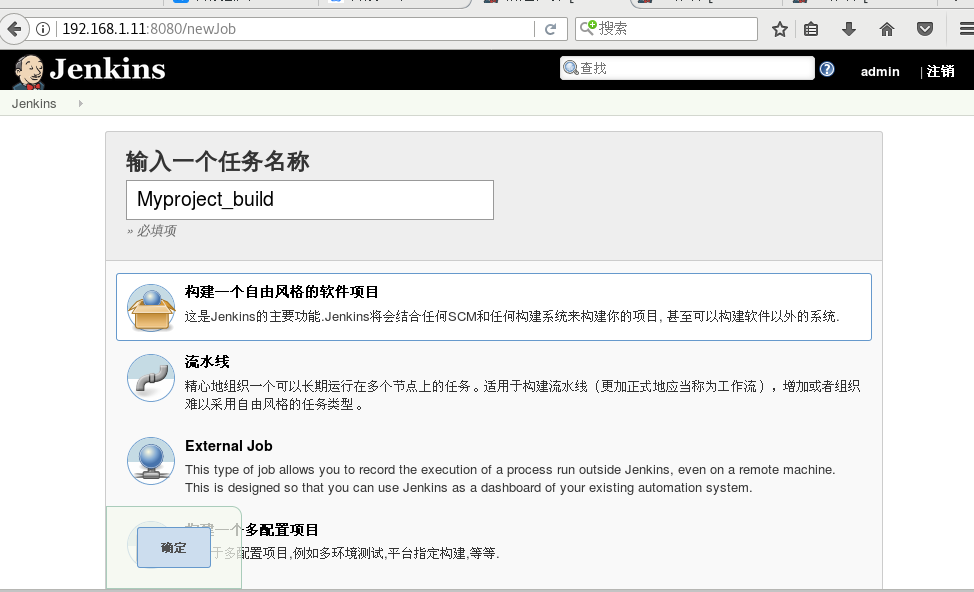 192.168.1.11:8080/newJob
搜索
Jenkins
查找
admin
| 注销
Jenkins
输入一个任务名称
Myproject_build
» 必填项
构建一个自由风格的软件项目
这是Jenkins的主要功能.Jenkins将会结合任何SCM和任何构建系统来构建你的项目, 甚至可以构建软件以外的系统.
流水线
精心地组织一个可以长期运行在多个节点上的任务。适用于构建流水线（更加正式地应当称为工作流），增加或者组织
难以采用自由风格的任务类型。
External Job
This type of job allows you to record the execution of a process run outside Jenkins, even on a remote machine.
This is designed so that you can use Jenkins as a dashboard of your existing automation system.
构建一个多配置项目
于多配置项目,例如多环境测试,平台指定构建,等等.
确定